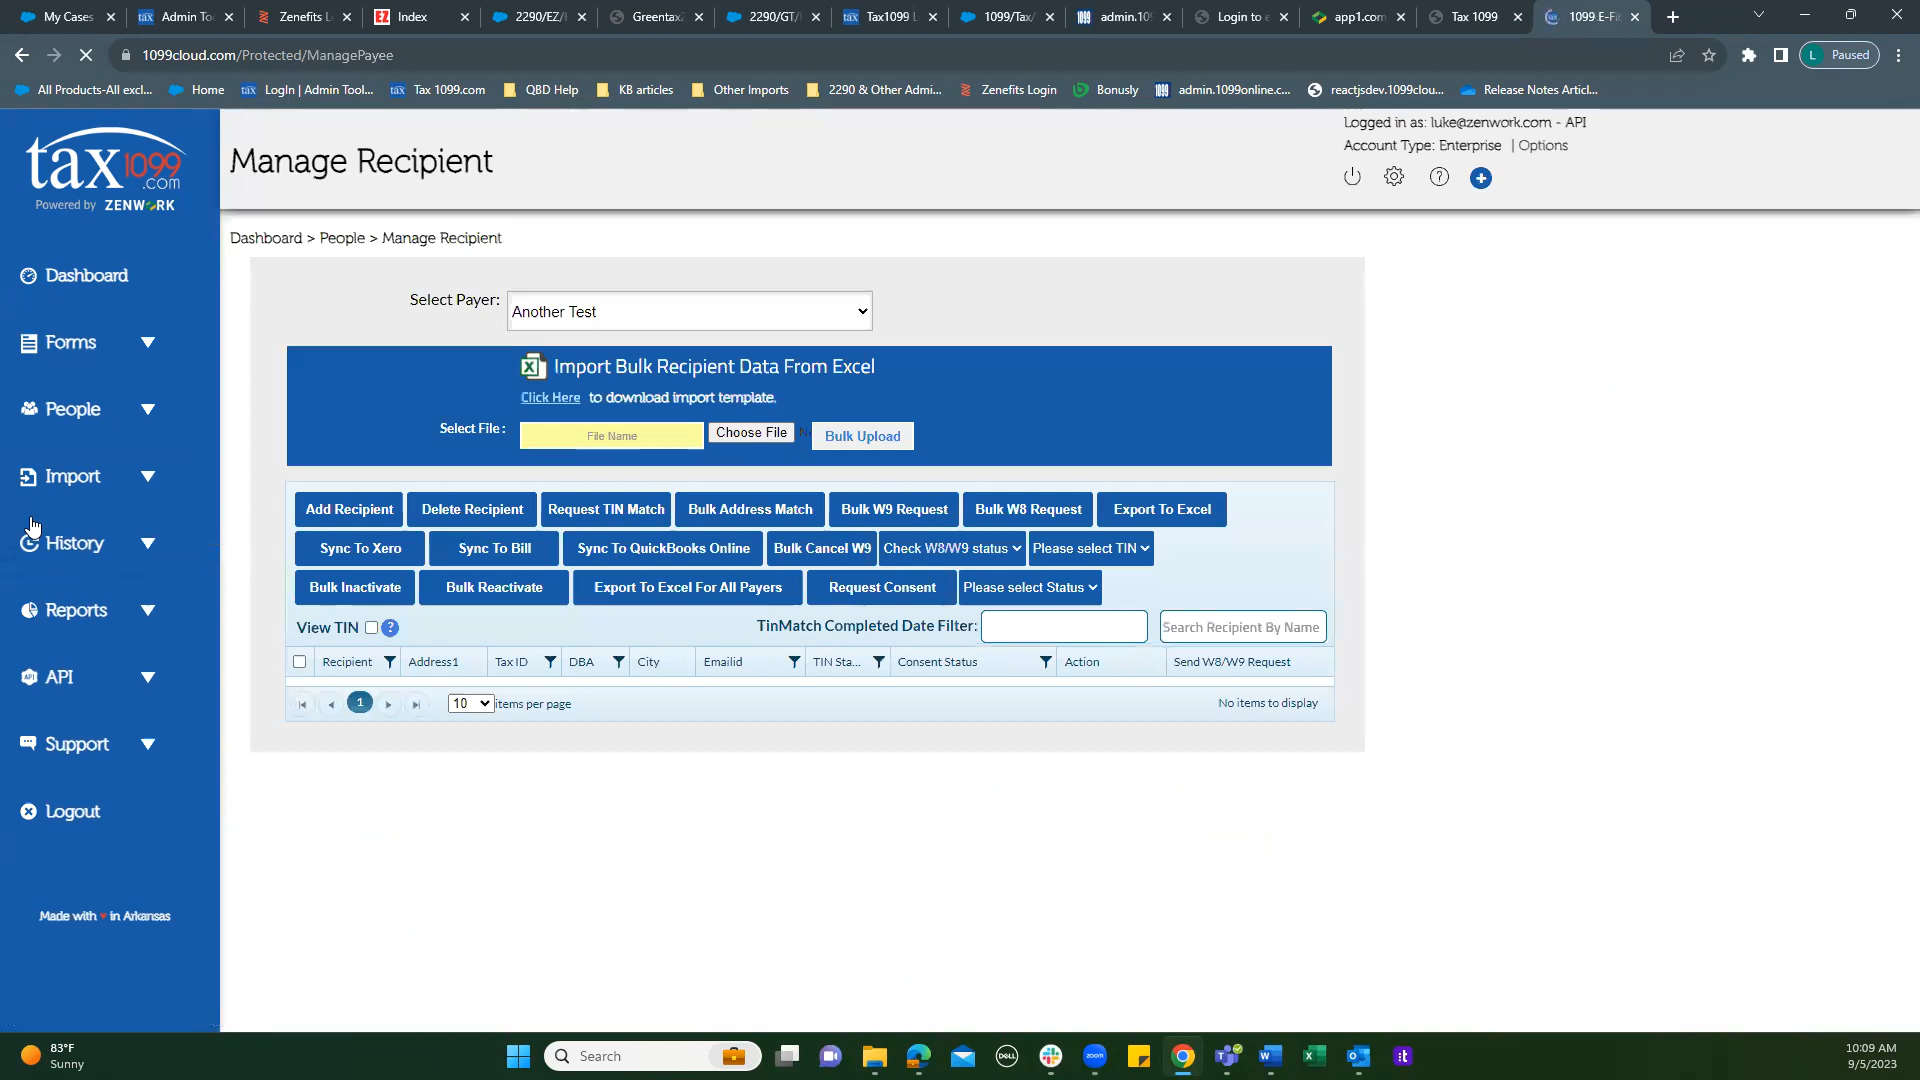 My Cases
Admin To
Zenefits L
EZ Index
2290/EZ/
Greentax2
2290/GT/
tax Tax1099 L
1099/Tax/
1099 admin.10
Login to e
app1.com
Tax 1099
1099 E-Fi
1099cloud.com/Protected/ManagePayee
L Paused
All Products-All excl...
Home
tax LogIn | Admin Tool...
tax Tax 1099.com
QBD Help
KB articles
Other Imports
2290 & Other Admi...
Zenefits Login
Bonusly
1099 admin.1099online.c...
reactjsdev.1099clou...
Release Notes Articl...
tax1099.com
Powered by ZENWORK
Manage Recipient
Logged in as: luke@zenwork.com - API
Account Type: Enterprise | Options
Dashboard > People > Manage Recipient
Dashboard
Forms
People
Import
History
Reports
API
Support
Logout
Made with ♥ in Arkansas
Select Payer: Another Test
Import Bulk Recipient Data From Excel
Click Here to download import template.
Select File : File Name Choose File Bulk Upload
Add Recipient Delete Recipient Request TIN Match Bulk Address Match Bulk W9 Request Bulk W8 Request Export To Excel
Sync To Xero Sync To Bill Sync To QuickBooks Online Bulk Cancel W9 Check W8/W9 status Please select TIN
Bulk Inactivate Bulk Reactivate Export To Excel For All Payers Request Consent Please select Status
View TIN ? TinMatch Completed Date Filter: Search Recipient By Name
Recipient Address1 Tax ID DBA City Emailid TIN Sta... Consent Status Action Send W8/W9 Request
1 10 items per page No items to display
83°F
Sunny
Search
DELL
zoom
10:09 AM
9/5/2023